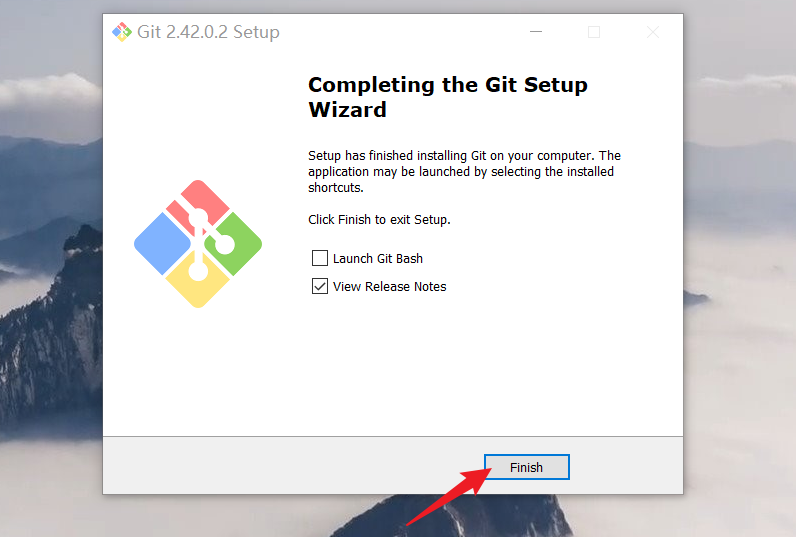 Git 2.42.0.2 Setup
Completing the Git Setup
Wizard
Setup has finished installing Git on your computer. The
application may be launched by selecting the installed
shortcuts.
Click Finish to exit Setup.
Launch Git Bash
View Release Notes
Finish